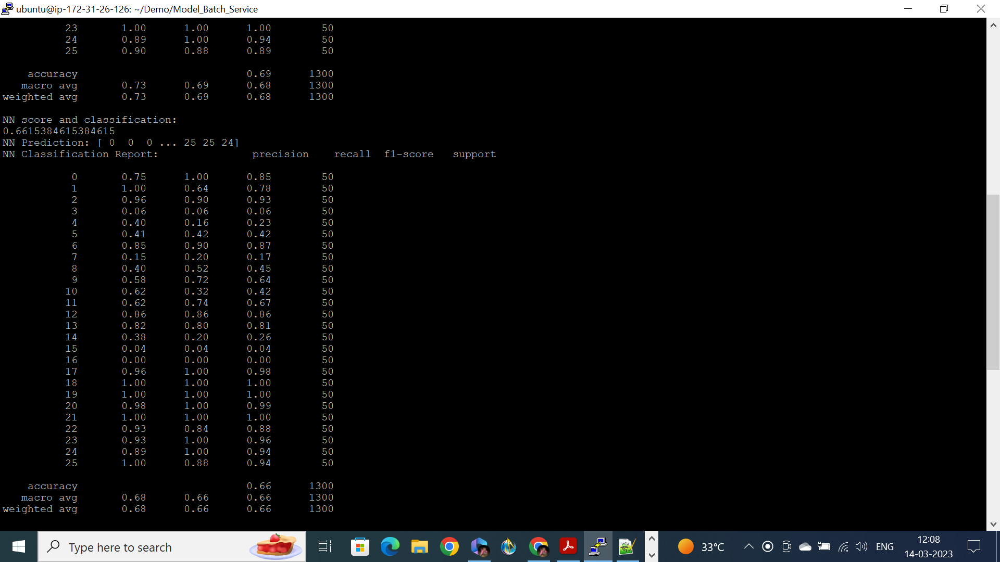 ubuntu@ip-172-31-26-126: ~/Demo/Model_Batch_Service
23 1.00 1.00 1.00 50
24 0.89 1.00 0.94 50
25 0.90 0.88 0.89 50
accuracy 0.69 1300
macro avg 0.73 0.69 0.68 1300
weighted avg 0.73 0.69 0.68 1300
NN score and classification:
0.6615384615384615
NN Prediction: [ 0 0 0 ... 25 25 24]
NN Classification Report: precision recall f1-score support
0 0.75 1.00 0.85 50
1 1.00 0.64 0.78 50
2 0.96 0.90 0.93 50
3 0.06 0.06 0.06 50
4 0.40 0.16 0.23 50
5 0.41 0.42 0.42 50
6 0.85 0.90 0.87 50
7 0.15 0.20 0.17 50
8 0.40 0.52 0.45 50
9 0.58 0.72 0.64 50
10 0.62 0.32 0.42 50
11 0.62 0.74 0.67 50
12 0.86 0.86 0.86 50
13 0.82 0.80 0.81 50
14 0.38 0.20 0.26 50
15 0.04 0.04 0.04 50
16 0.00 0.00 0.00 50
17 0.96 1.00 0.98 50
18 1.00 1.00 1.00 50
19 1.00 1.00 1.00 50
20 0.98 1.00 0.99 50
21 1.00 1.00 1.00 50
22 0.93 0.84 0.88 50
23 0.93 1.00 0.96 50
24 0.89 1.00 0.94 50
25 1.00 0.88 0.94 50
accuracy 0.66 1300
macro avg 0.68 0.66 0.66 1300
weighted avg 0.68 0.66 0.66 1300
Type here to search
33°C
ENG
12:08
14-03-2023